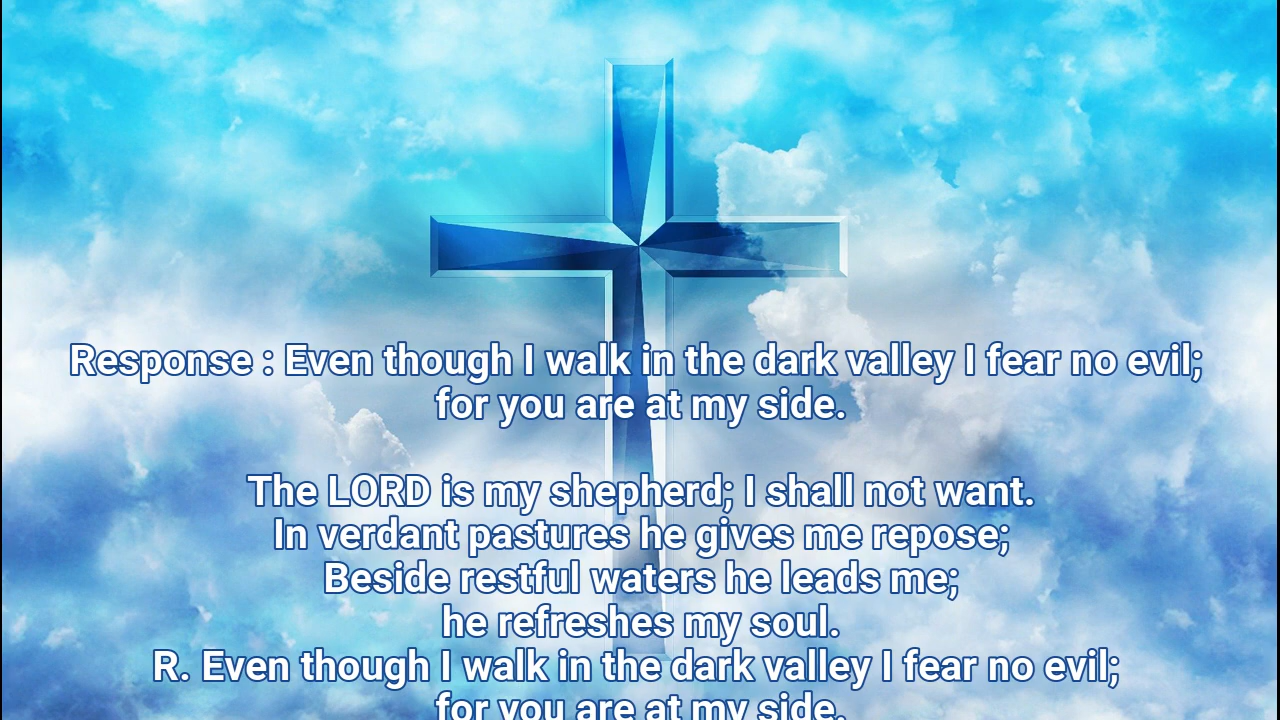 Response : Even though I walk in the dark valley I fear no evil;
for you are at my side.
The LORD is my shepherd; I shall not want.
In verdant pastures he gives me repose;
Beside restful waters he leads me;
he refreshes my soul.
R. Even though I walk in the dark valley I fear no evil;
for you are at my side.